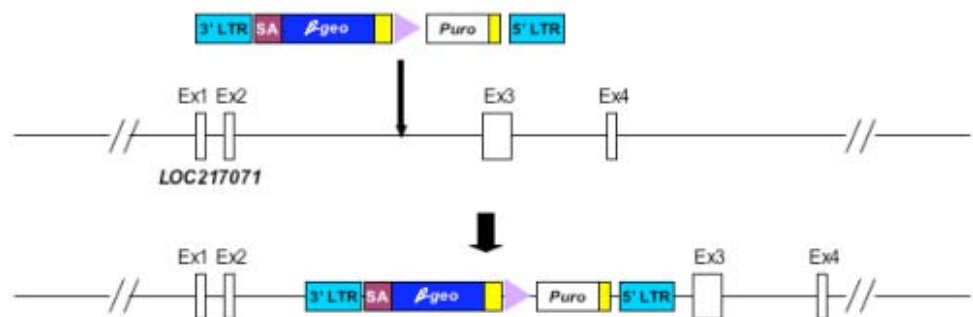 3' LTR SA β-geo Puro 5' LTR
Ex1 Ex2 Ex3 Ex4
LOC217071
Ex1 Ex2 Ex3 Ex4
3' LTR SA β-geo Puro 5' LTR